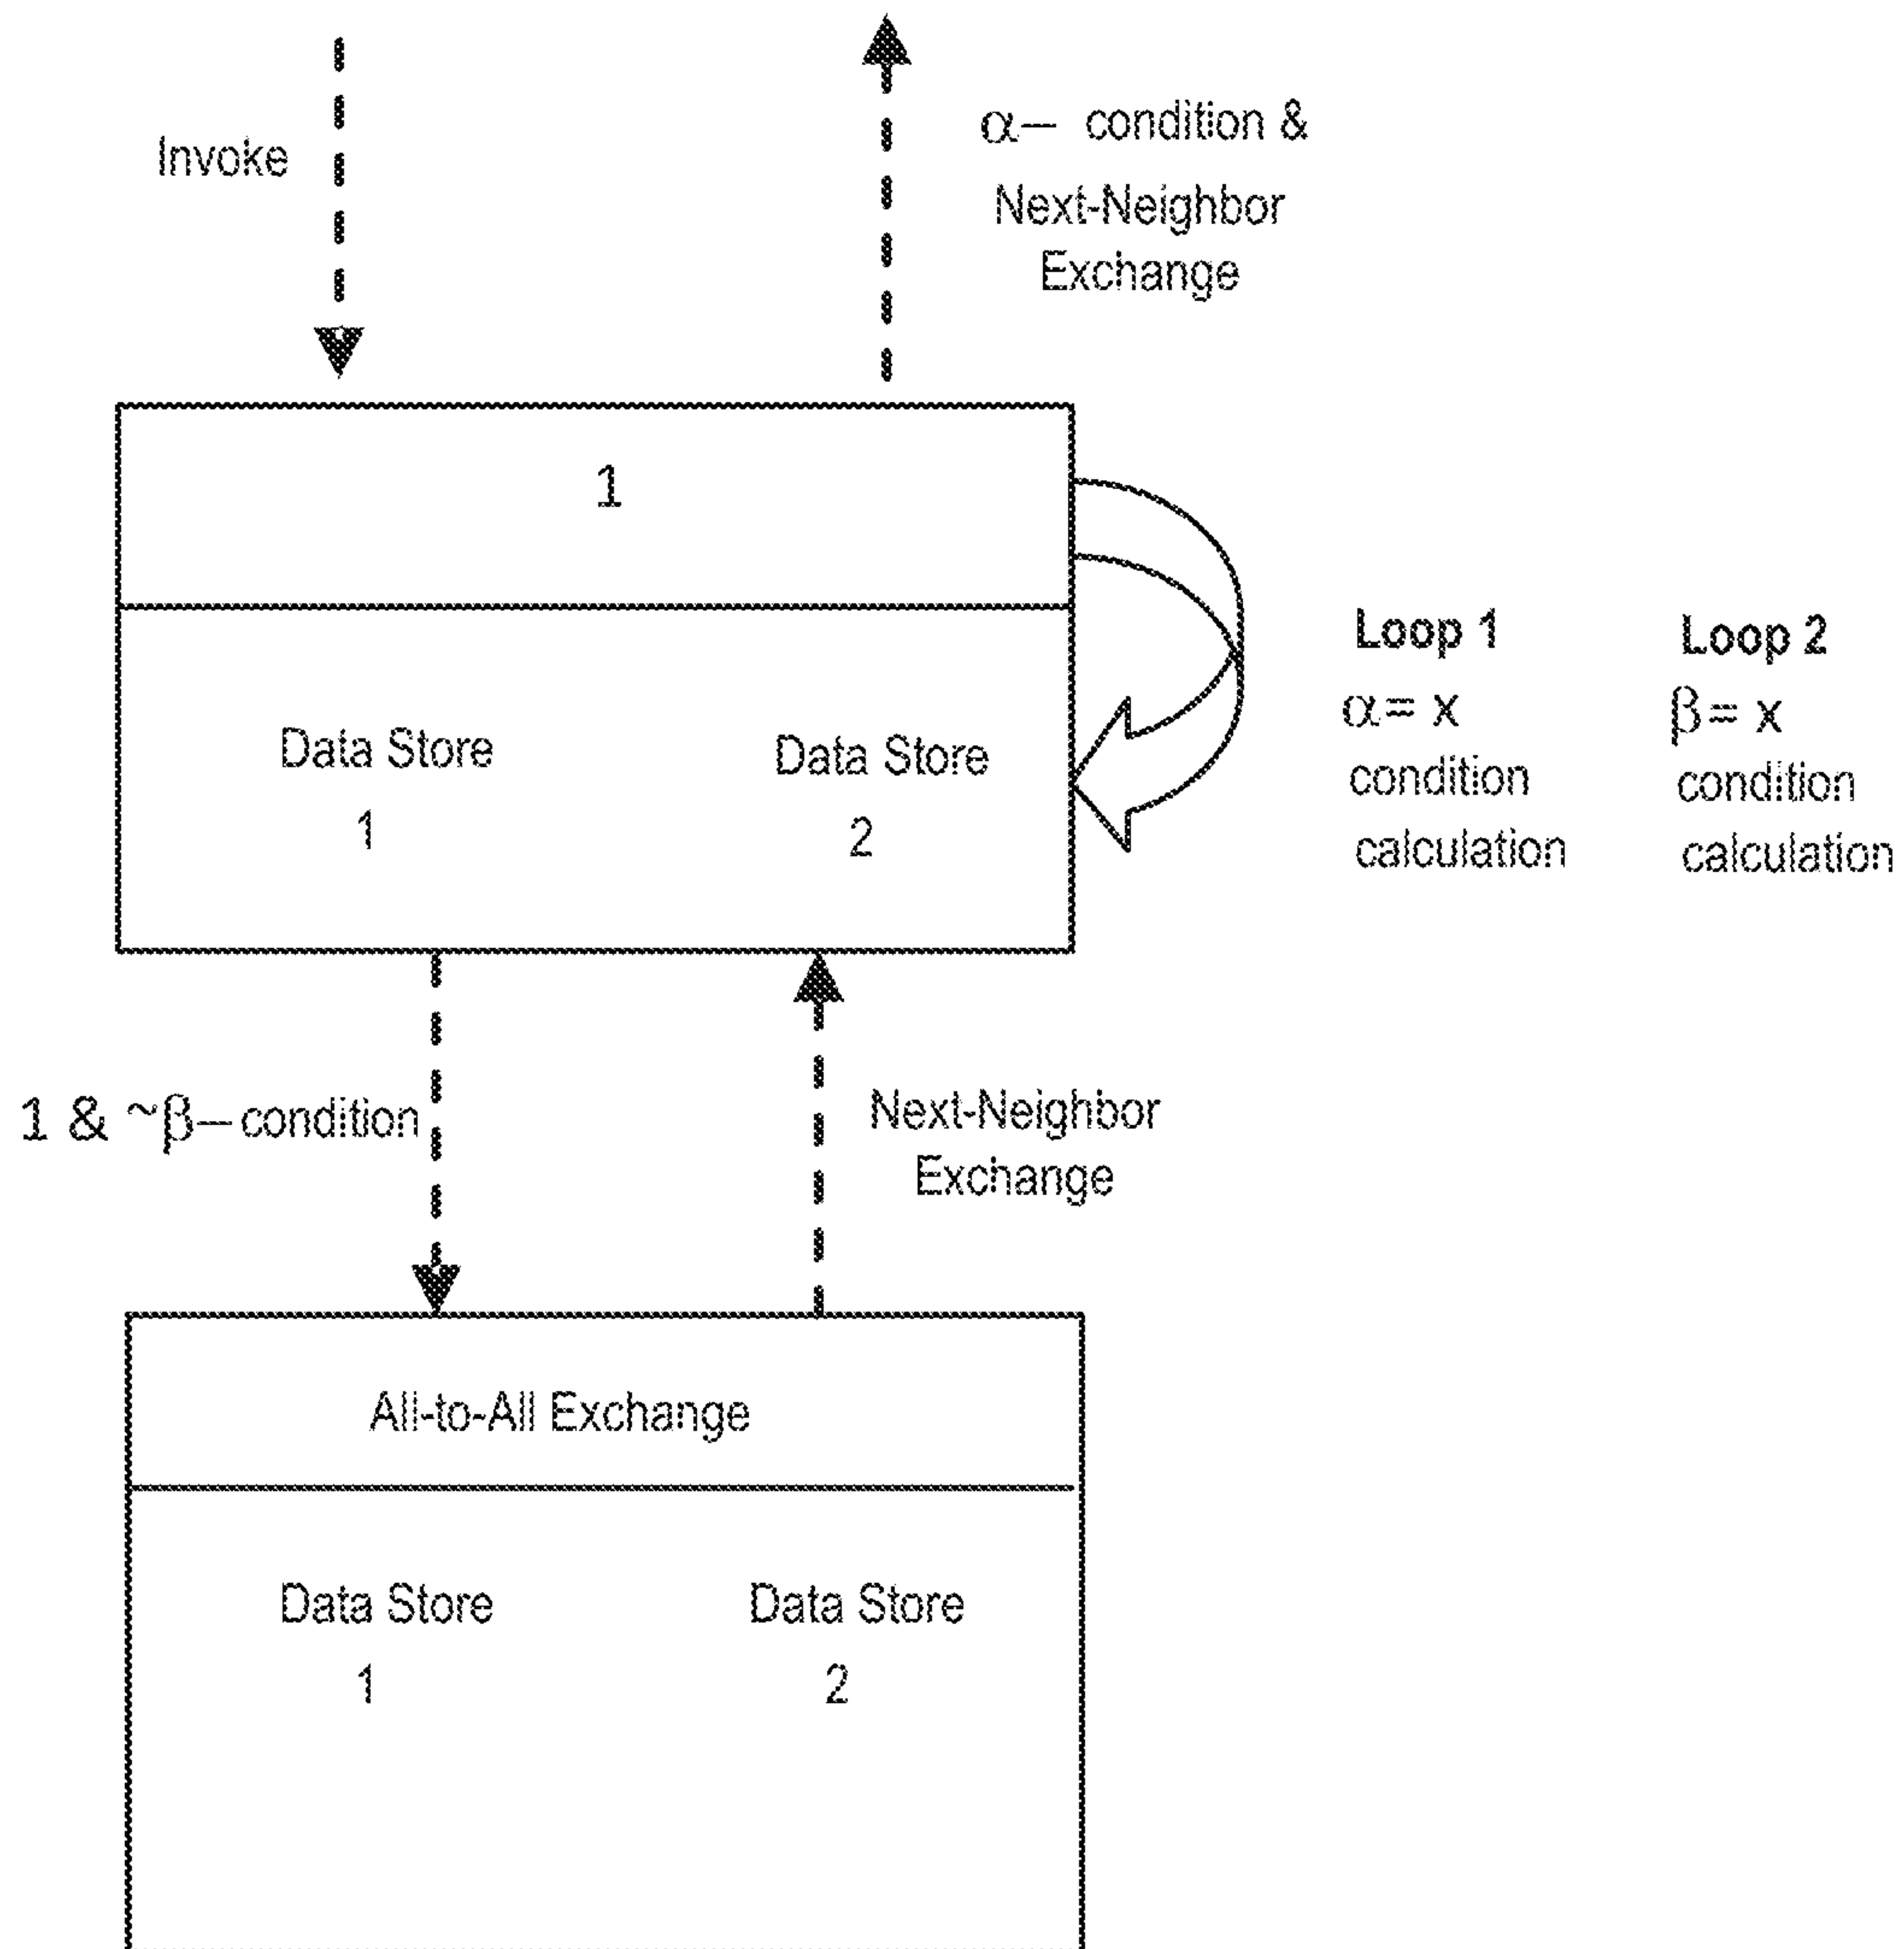 Invoke
α– condition &
Next-Neighbor
Exchange
1
Data Store
1
Data Store
2
Loop 1
α= x
condition
calculation
Loop 2
β= x
condition
calculation
1 & ~β–condition
Next-Neighbor
Exchange
All-to-All Exchange
Data Store
1
Data Store
2